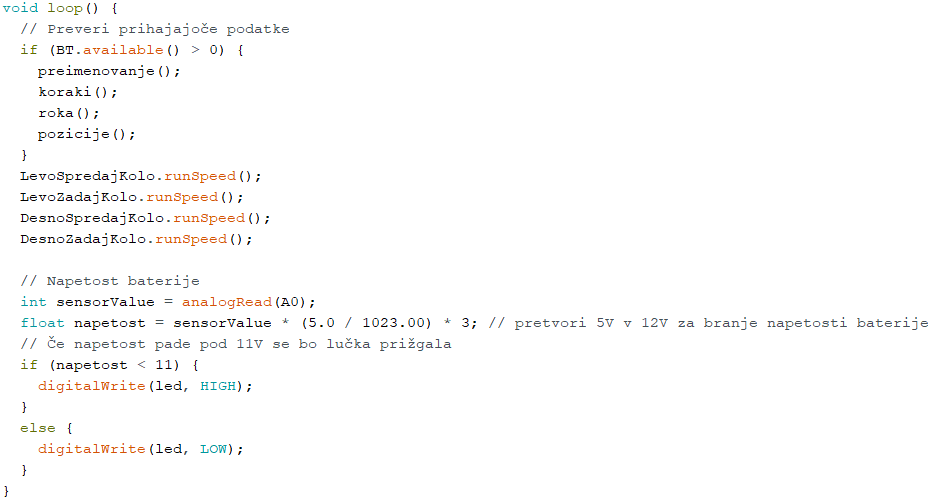 void loop() {
  // Preveri prihajajoče podatke
  if (BT.available() > 0) {
    preimenovanje();
    koraki();
    roka();
    pozicije();
  }
  LevoSpredajKolo.runSpeed();
  LevoZadajKolo.runSpeed();
  DesnoSpredajKolo.runSpeed();
  DesnoZadajKolo.runSpeed();

  // Napetost baterije
  int sensorValue = analogRead(A0);
  float napetost = sensorValue * (5.0 / 1023.00) * 3; // pretvori 5V v 12V za branje napetosti baterije
  // Če napetost pade pod 11V se bo lučka prižgala
  if (napetost < 11) {
    digitalWrite(led, HIGH);
  }
  else {
    digitalWrite(led, LOW);
  }
}